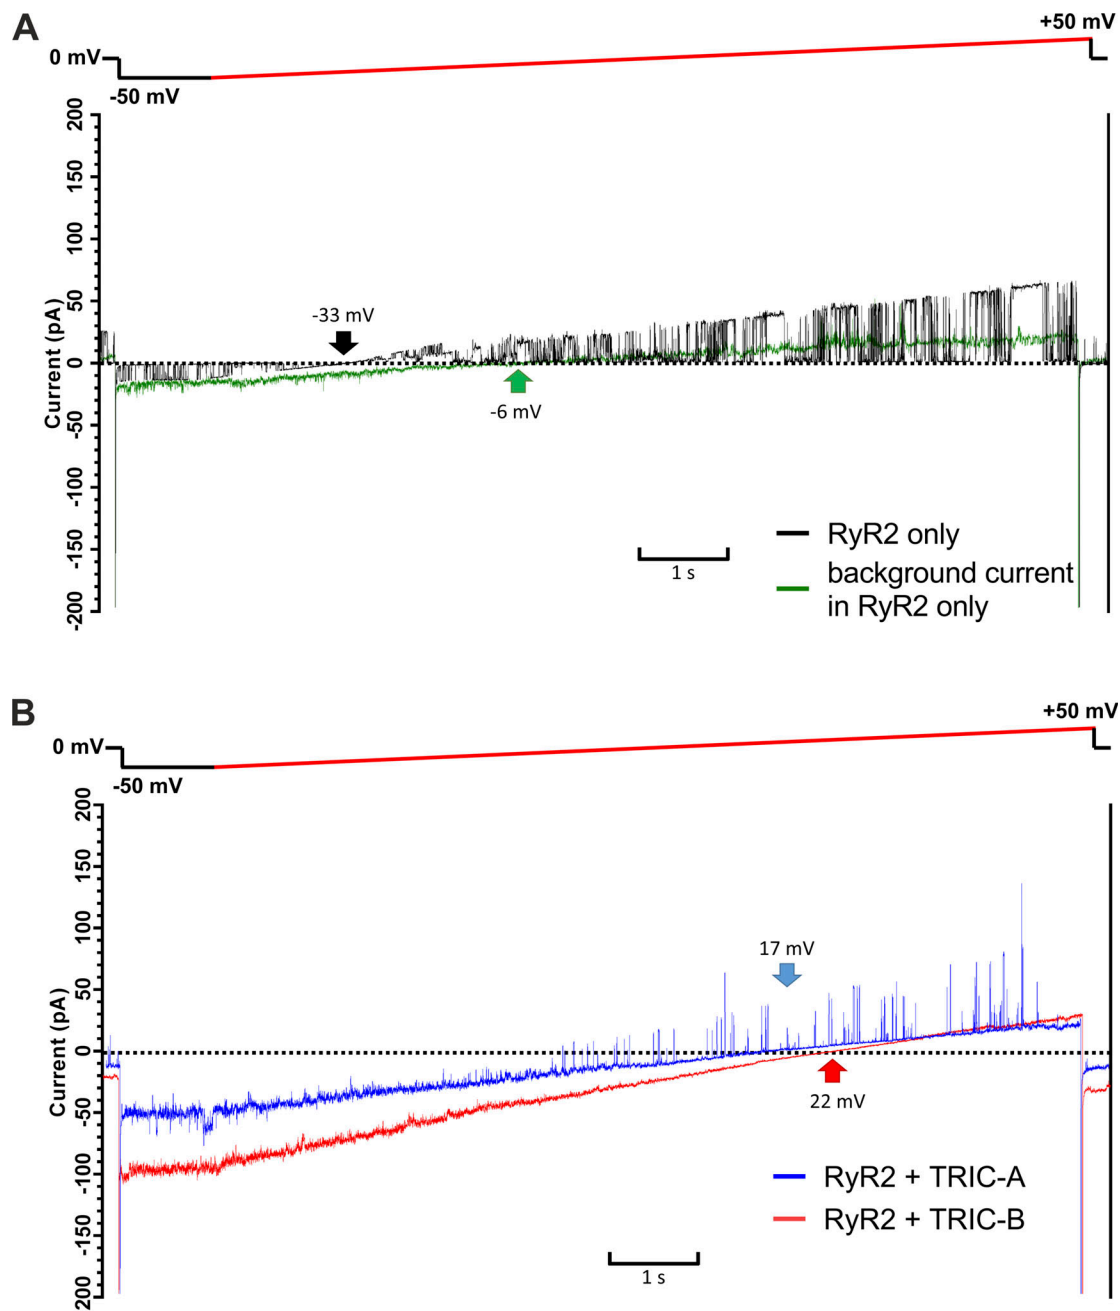 A
+50 mV
0 mV
-50 mV
200
150
100
50
0
-50
-100
-150
-200
Current (pA)
-33 mV
-6 mV
1 s
RyR2 only
background current
in RyR2 only
B
+50 mV
0 mV
-50 mV
200
150
100
50
0
-50
-100
-150
200
Current (pA)
17 mV
22 mV
1 s
RyR2 + TRIC-A
RyR2 + TRIC-B